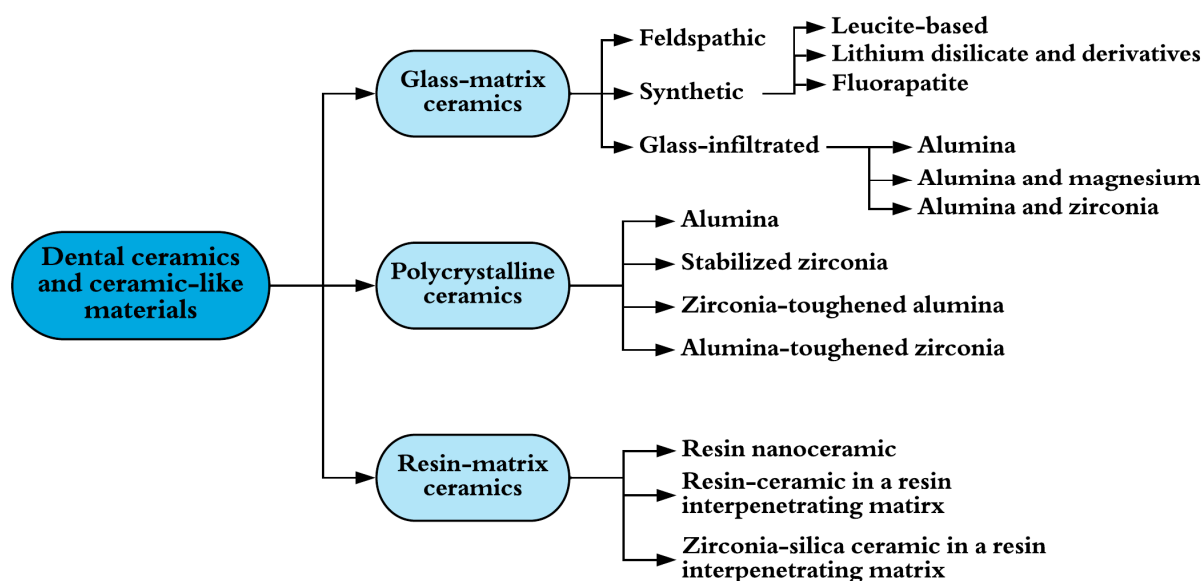 Dental ceramics
and ceramic-like
materials
Glass-matrix
ceramics
Feldspathic
Synthetic
Leucite-based
Lithium disilicate and derivatives
Fluorapatite
Glass-infiltrated
Alumina
Alumina and magnesium
Alumina and zirconia
Polycrystalline
ceramics
Alumina
Stabilized zirconia
Zirconia-toughened alumina
Alumina-toughened zirconia
Resin-matrix
ceramics
Resin nanoceramic
Resin-ceramic in a resin
interpenetrating matirx
Zirconia-silica ceramic in a resin
interpenetrating matrix